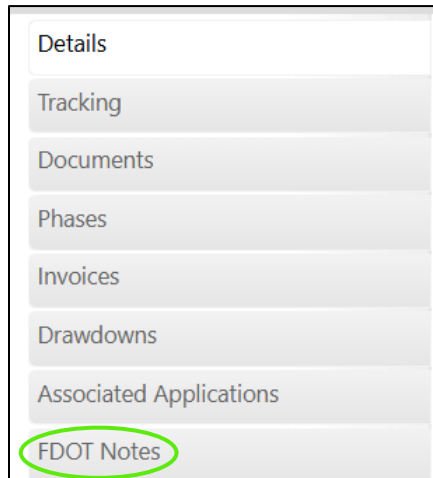 Details
Tracking
Documents
Phases
Invoices
Drawdowns
Associated Applications
FDOT Notes